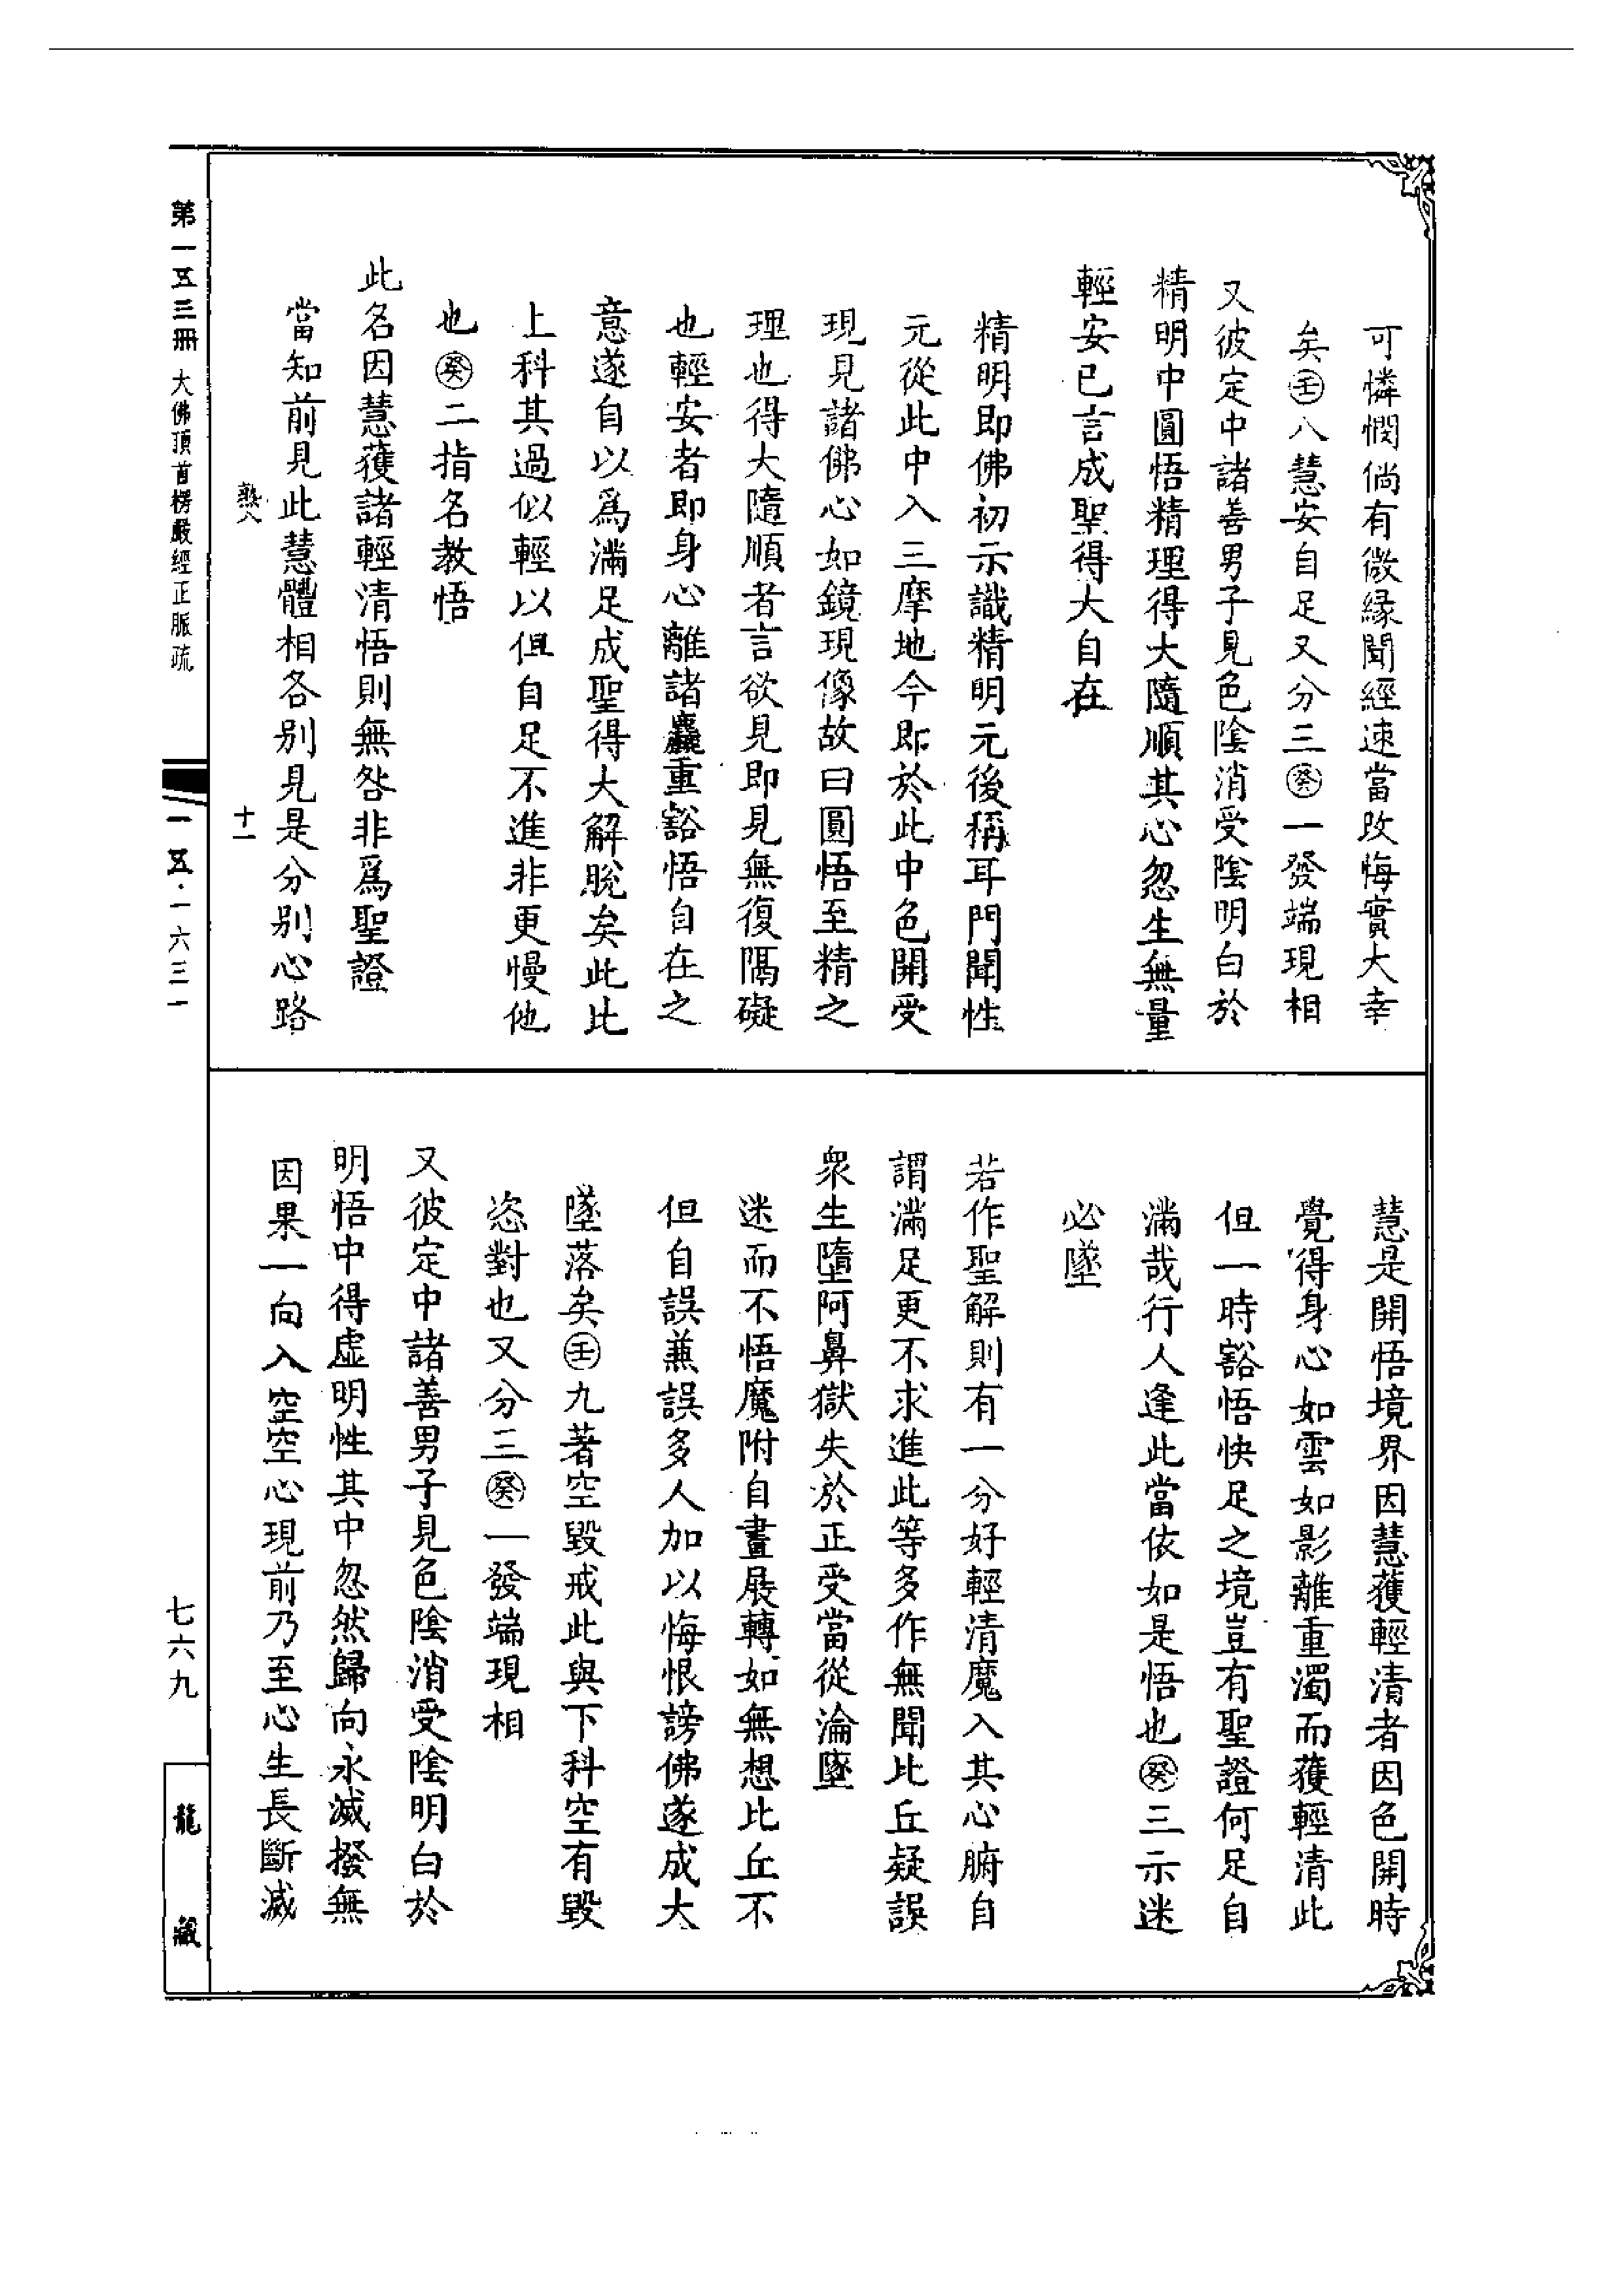 可憐憫倘有微緣聞經速當改悔實大幸
矣㊁八慧安自足又分三㊂一發端現相
又彼定中諸善男子見色陰消受陰明白於
精明中圓悟精理得大隨順其心忽生無量
輕安已言成聖得大自在
精明即佛初示識精明元後稱耳門聞性
元從此中入三摩地今即於此中色開受
現見諸佛心如鏡現像故曰圓悟至精之
理也得大隨順者言欲見即見無復隔礙
也輕安者即身心離諸麤重豁悟自在之
意遂自以爲滿足成聖得大解脫矣此比
上科其過似輕以但自足不進非更慢他
也癸二指名教悟
此名因慧獲諸輕清悟則無咎非爲聖證
當知前見此慧體相各別見是分別心路
慧是開悟境界因慧獲輕清者因色開時
覺得身心如雲如影離重濁而獲輕清此
但一時豁悟快足之境豈有聖證何足自
滿哉行人逢此當依如是悟也癸三示迷
必墜
若作聖解則有一分好輕清魔入其心腑自
謂滿足更不求進此等多作無聞比丘疑誤
衆生墮阿鼻獄失於正受當從淪墜
迷而不悟魔附自畫展轉如無想比丘不
但自誤兼誤多人加以悔恨謗佛遂成大
墜落矣壬九著空毀戒此與下科空有毀
恣對也又分三癸一發端現相
又彼定中諸善男子見色陰消受陰明白於
明悟中得虛明性其中忽然歸向永滅撥無
因果一向入空空心現前乃至心生長斷滅
第一五三冊 大佛頂首楞嚴經正脈疏
十一
一五·一六三一
七六九
龍藏